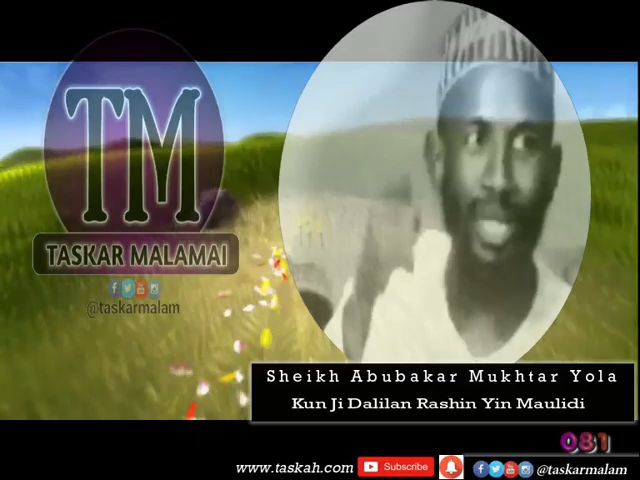 TM
TASKAR MALAMAI
@taskarmalam
Sheikh Abubakar Mukhtar Yola
Kun Ji Dalilan Rashin Yin Maulidi
081
www.taskah.com Subscribe @taskarmalam